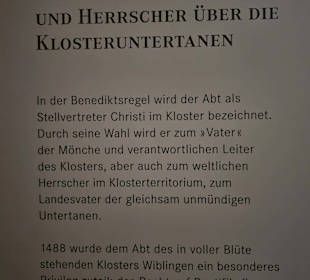 UND HERRSCHER ÜBER DIE
KLOSTERUNTERTANEN
In der Benediktsregel wird der Abt als
Stellvertreter Christi im Kloster bezeichnet.
Durch seine Wahl wird er zum »Vater«
der Mönche und verantwortlichen Leiter
des Klosters, aber auch zum weltlichen
Herrscher im Klosterterritorium, zum
Landesvater der gleichsam unmündigen
Untertanen.
1488 wurde dem Abt des in voller Blüte
stehenden Klosters Wiblingen ein besonderes